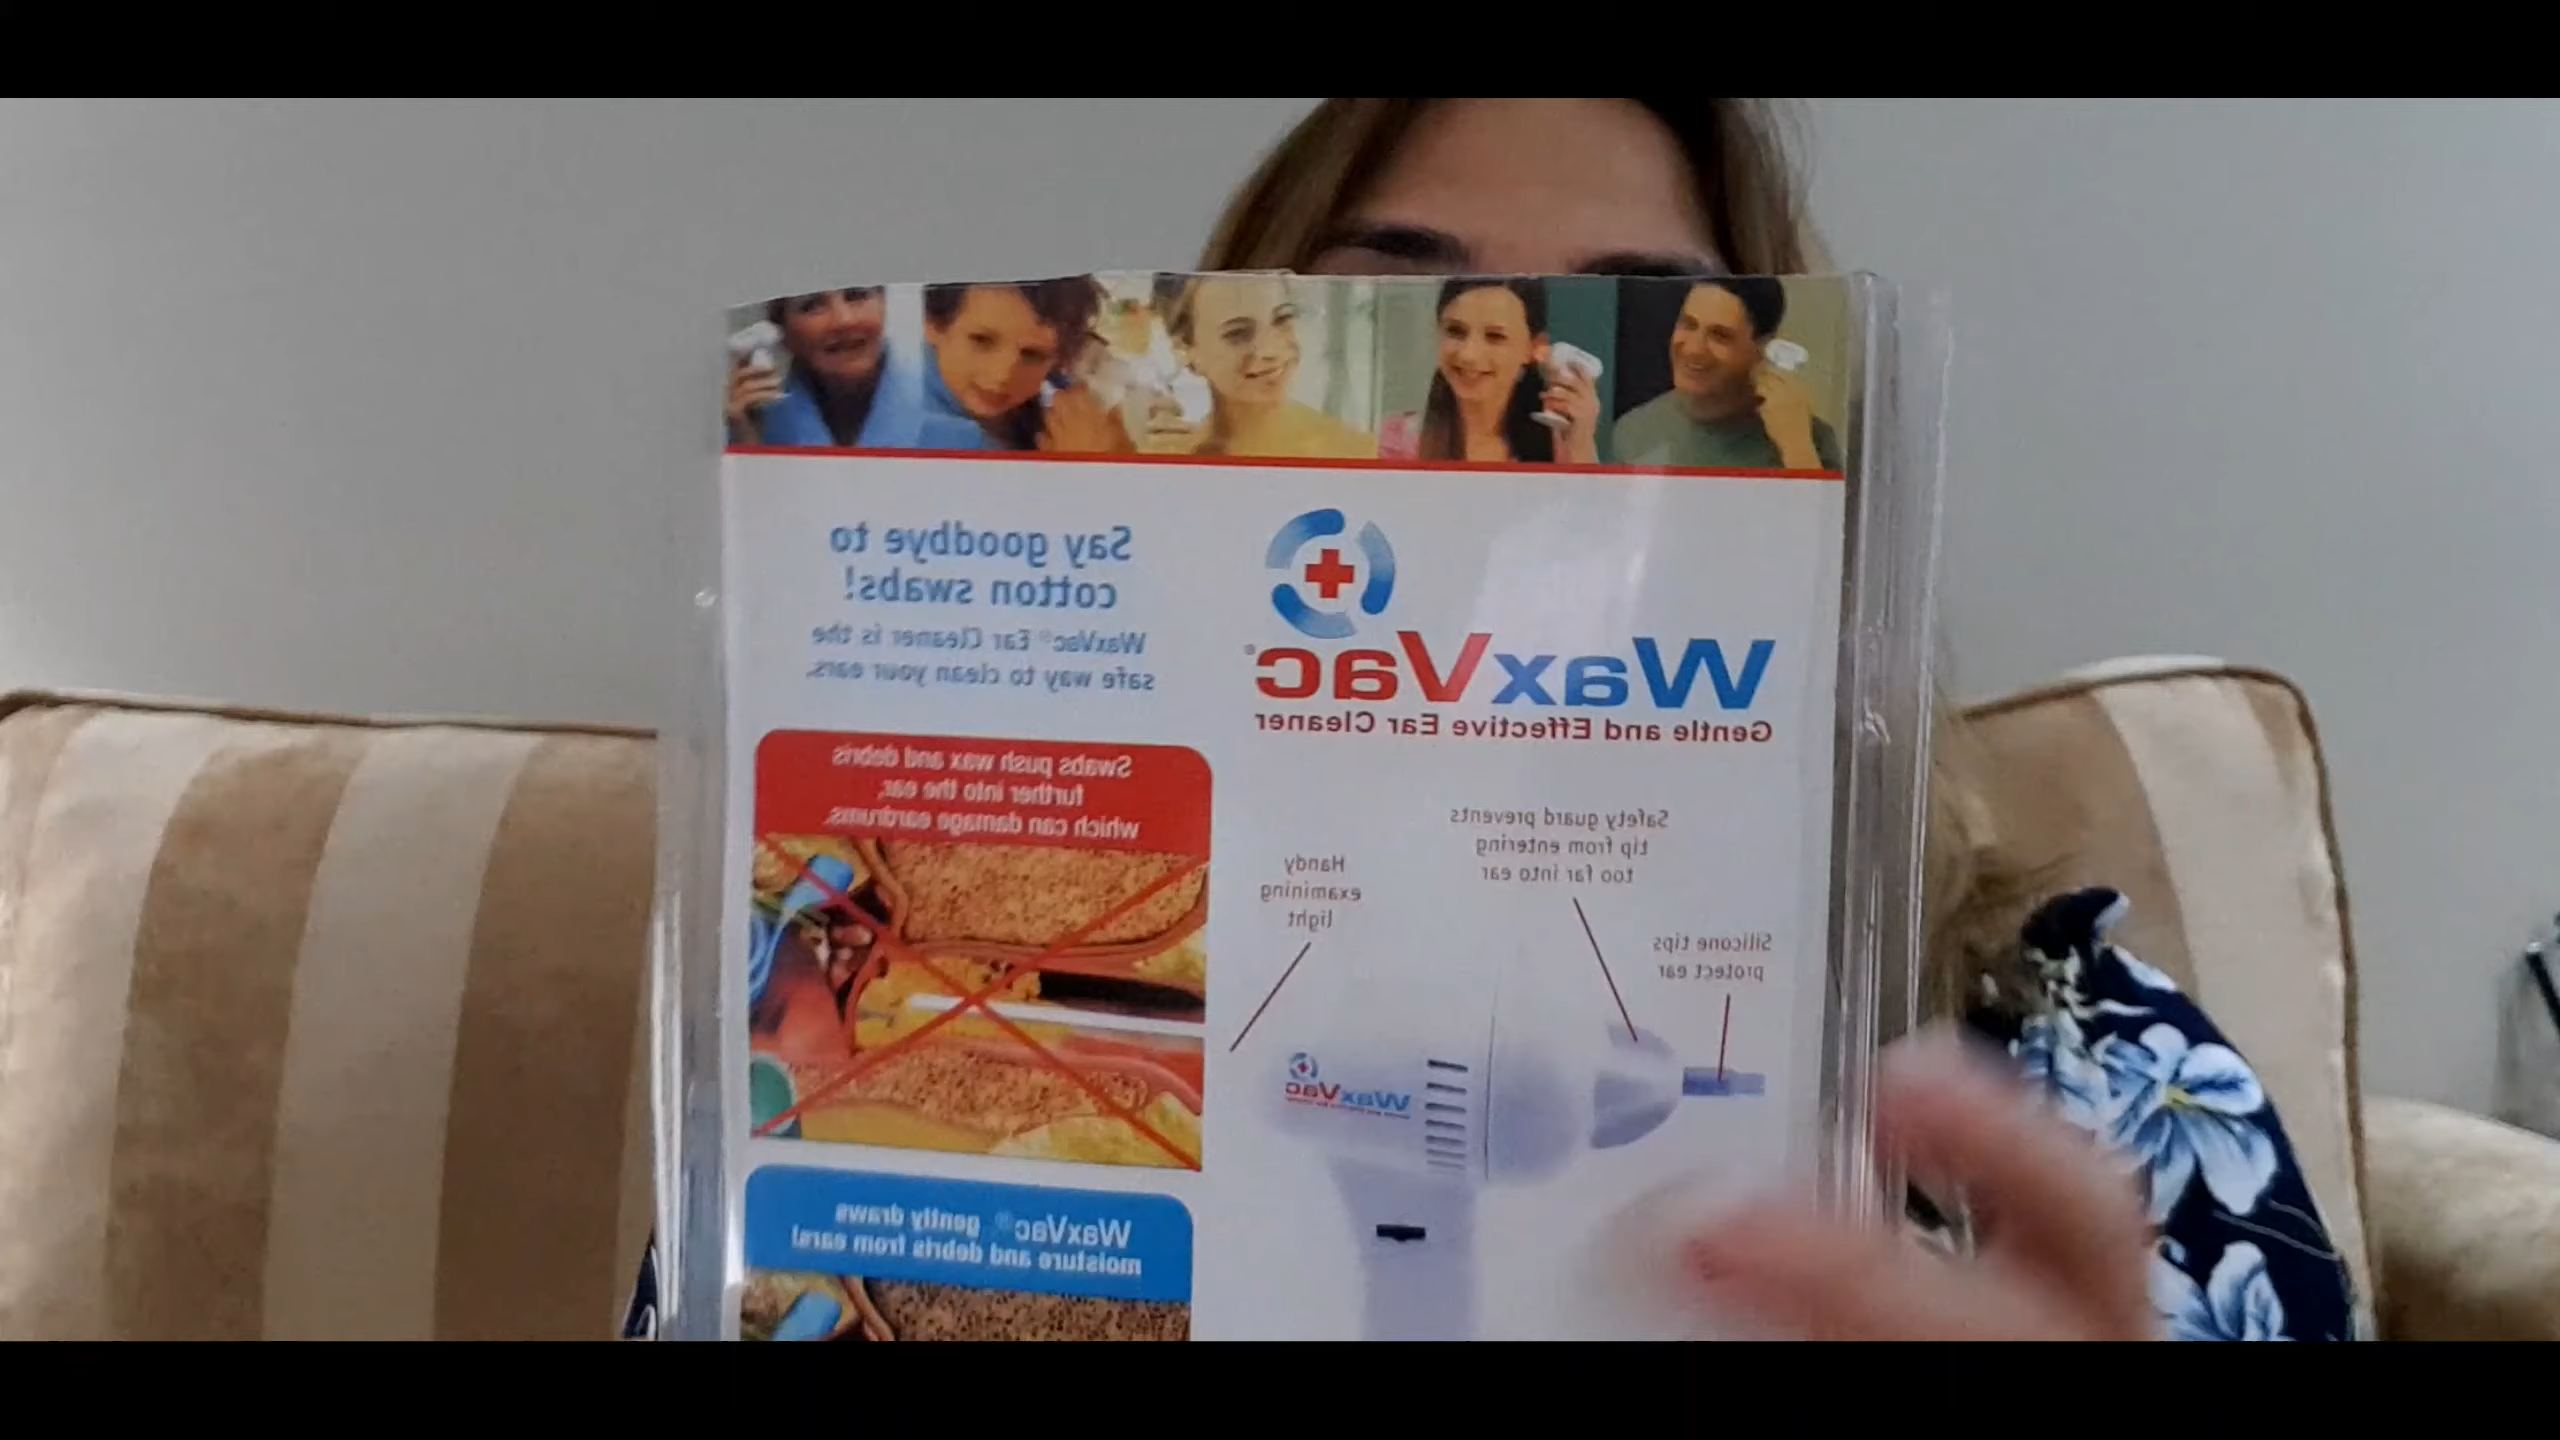 WaxVac®
Gentle and Effective Ear Cleaner
Safety guard prevents
tip from entering
too far into ear
Handy
examining
light
Silicone tips
protect ear
WaxVac
Say goodbye to
cotton swabs!
WaxVac® Ear Cleaner is the
safe way to clean your ears.
Swabs push wax and debris
further into the ear,
which can damage eardrums.
WaxVac® gently draws
moisture and debris from ears!